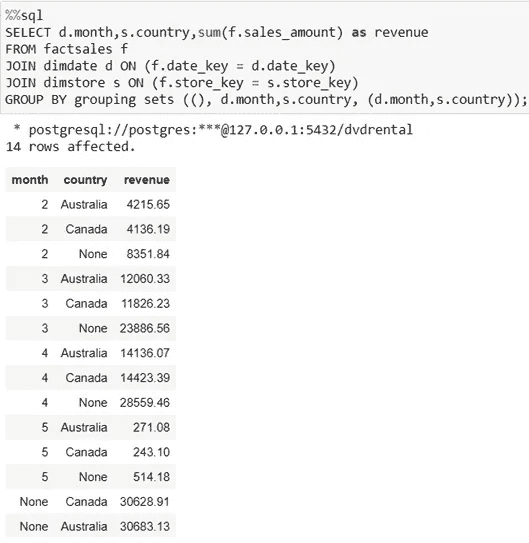 %%sql
SELECT d.month,s.country,sum(f.sales_amount) as revenue
FROM factsales f
JOIN dimdate d ON (f.date_key = d.date_key)
JOIN dimstore s ON (f.store_key = s.store_key)
GROUP BY grouping sets ((), d.month,s.country, (d.month,s.country));
* postgresql://postgres:***@127.0.0.1:5432/dvdrental
14 rows affected.
month country revenue
2 Australia 4215.65
2 Canada 4136.19
2 None 8351.84
3 Australia 12060.33
3 Canada 11826.23
3 None 23886.56
4 Australia 14136.07
4 Canada 14423.39
4 None 28559.46
5 Australia 271.08
5 Canada 243.10
5 None 514.18
None Canada 30628.91
None Australia 30683.13